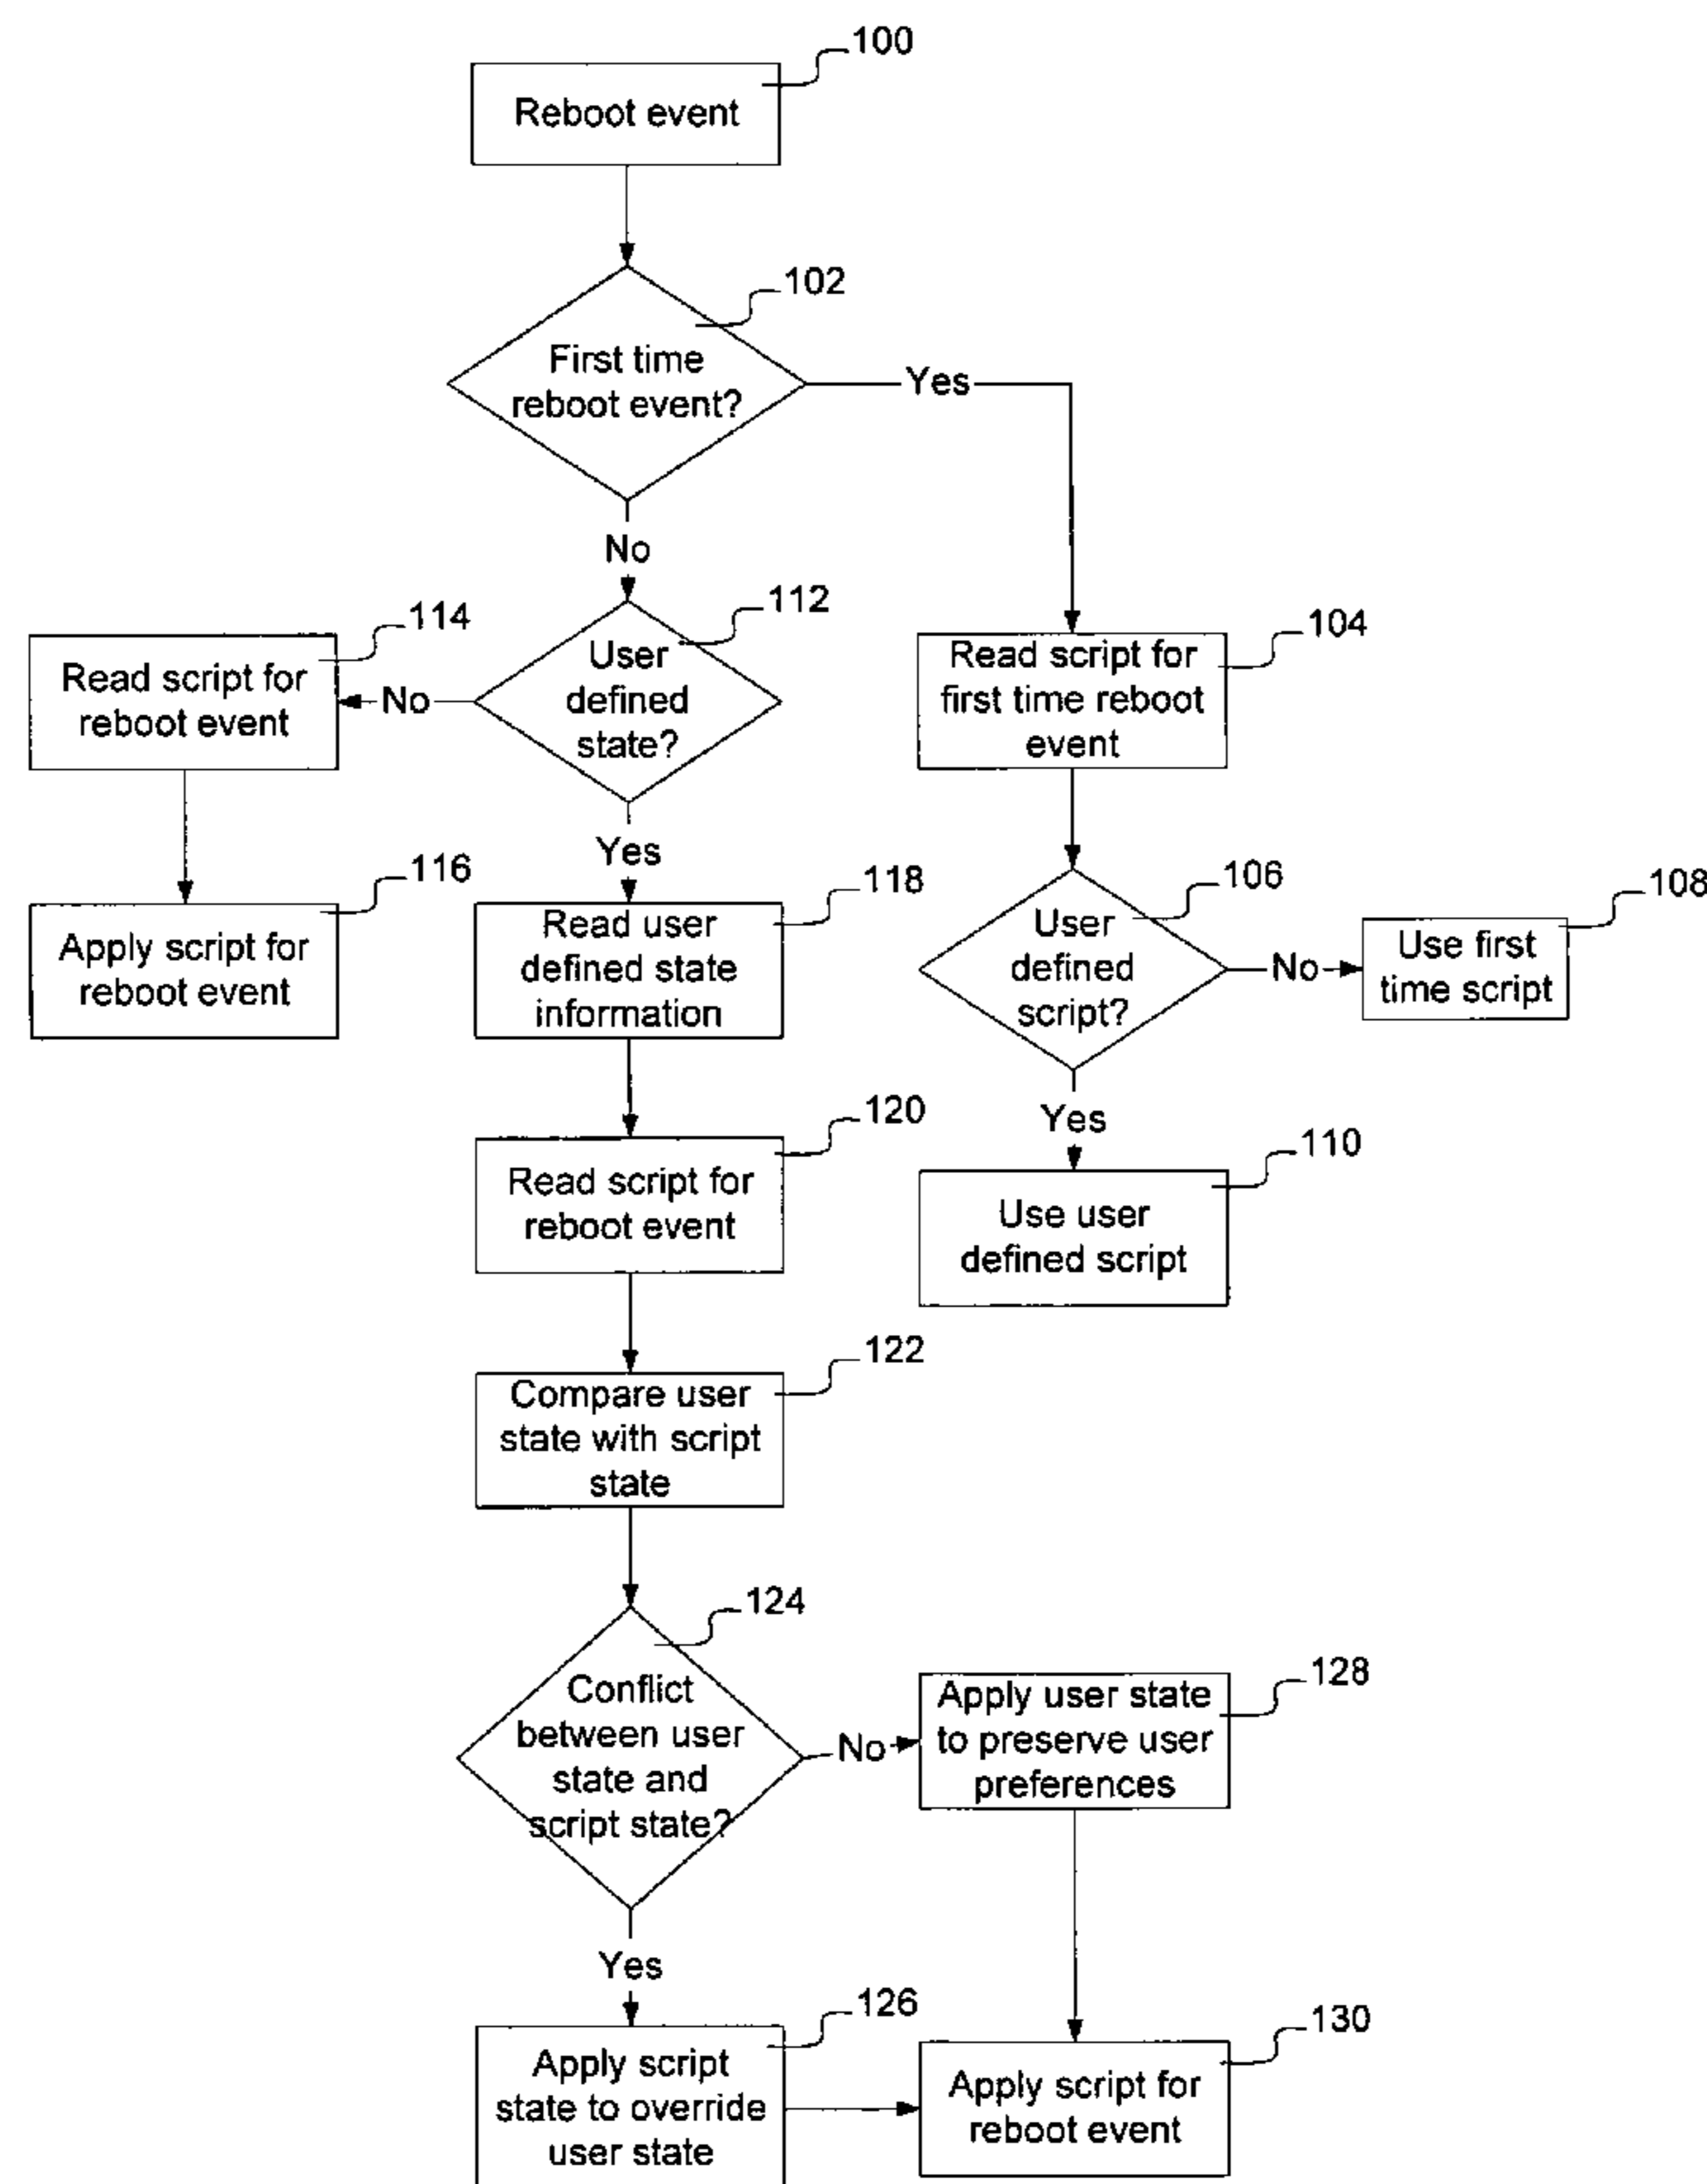 100
Reboot event
102
First time
reboot event?
Yes
No
112
User
defined
state?
114
Read script for
reboot event
No
104
Read script for
first time reboot
event
116
Apply script for
reboot event
Yes
118
Read user
defined state
information
106
User
defined
script?
No
108
Use first
time script
120
Read script for
reboot event
Yes
110
Use user
defined script
122
Compare user
state with script
state
124
Conflict
between user
state and
script state?
No
128
Apply user state
to preserve user
preferences
Yes
126
Apply script
state to override
user state
130
Apply script for
reboot event